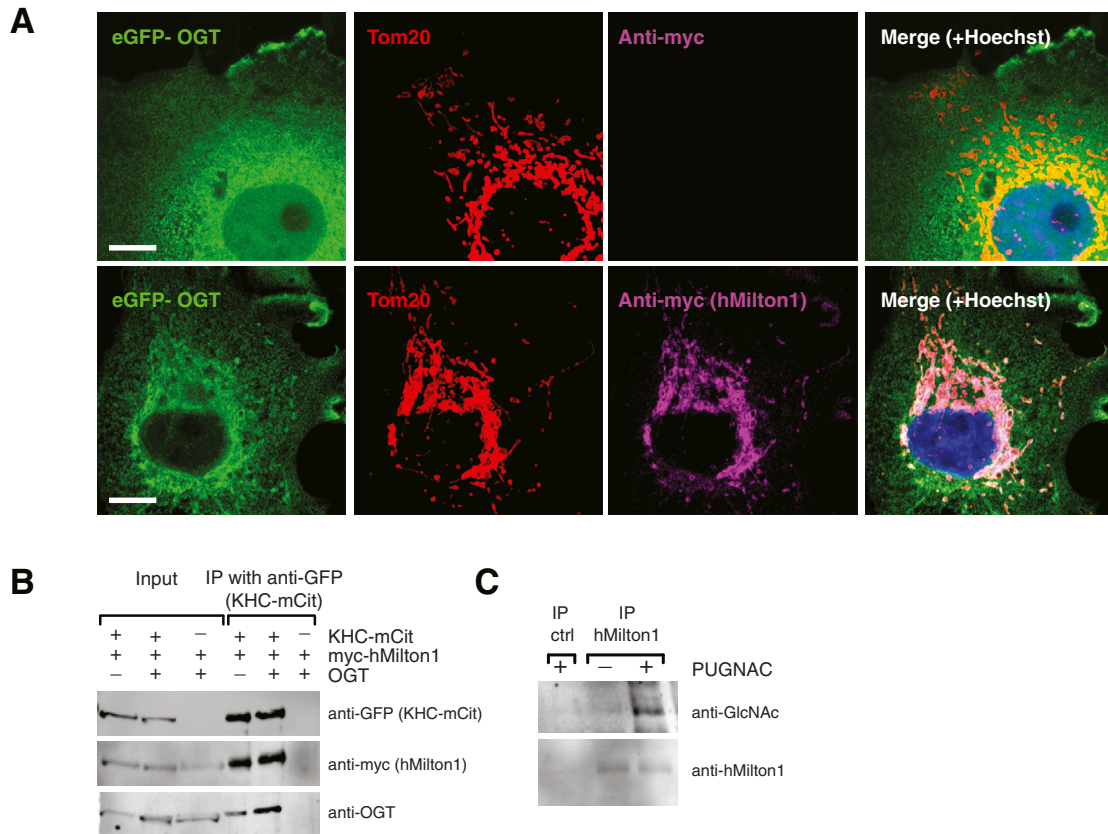 A
eGFP- OGT
Tom20
Anti-myc
Merge (+Hoechst)
eGFP- OGT
Tom20
Anti-myc (hMilton1)
Merge (+Hoechst)
B
Input
IP with anti-GFP
(KHC-mCit)
+ + − + + − KHC-mCit
+ + + + + + myc-hMilton1
− + + − + + OGT
anti-GFP (KHC-mCit)
anti-myc (hMilton1)
anti-OGT
C
IP
ctrl
IP
hMilton1
+ − + PUGNAC
anti-GlcNAc
anti-hMilton1